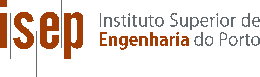 isep
Instituto Superior de
Engenharia do Porto